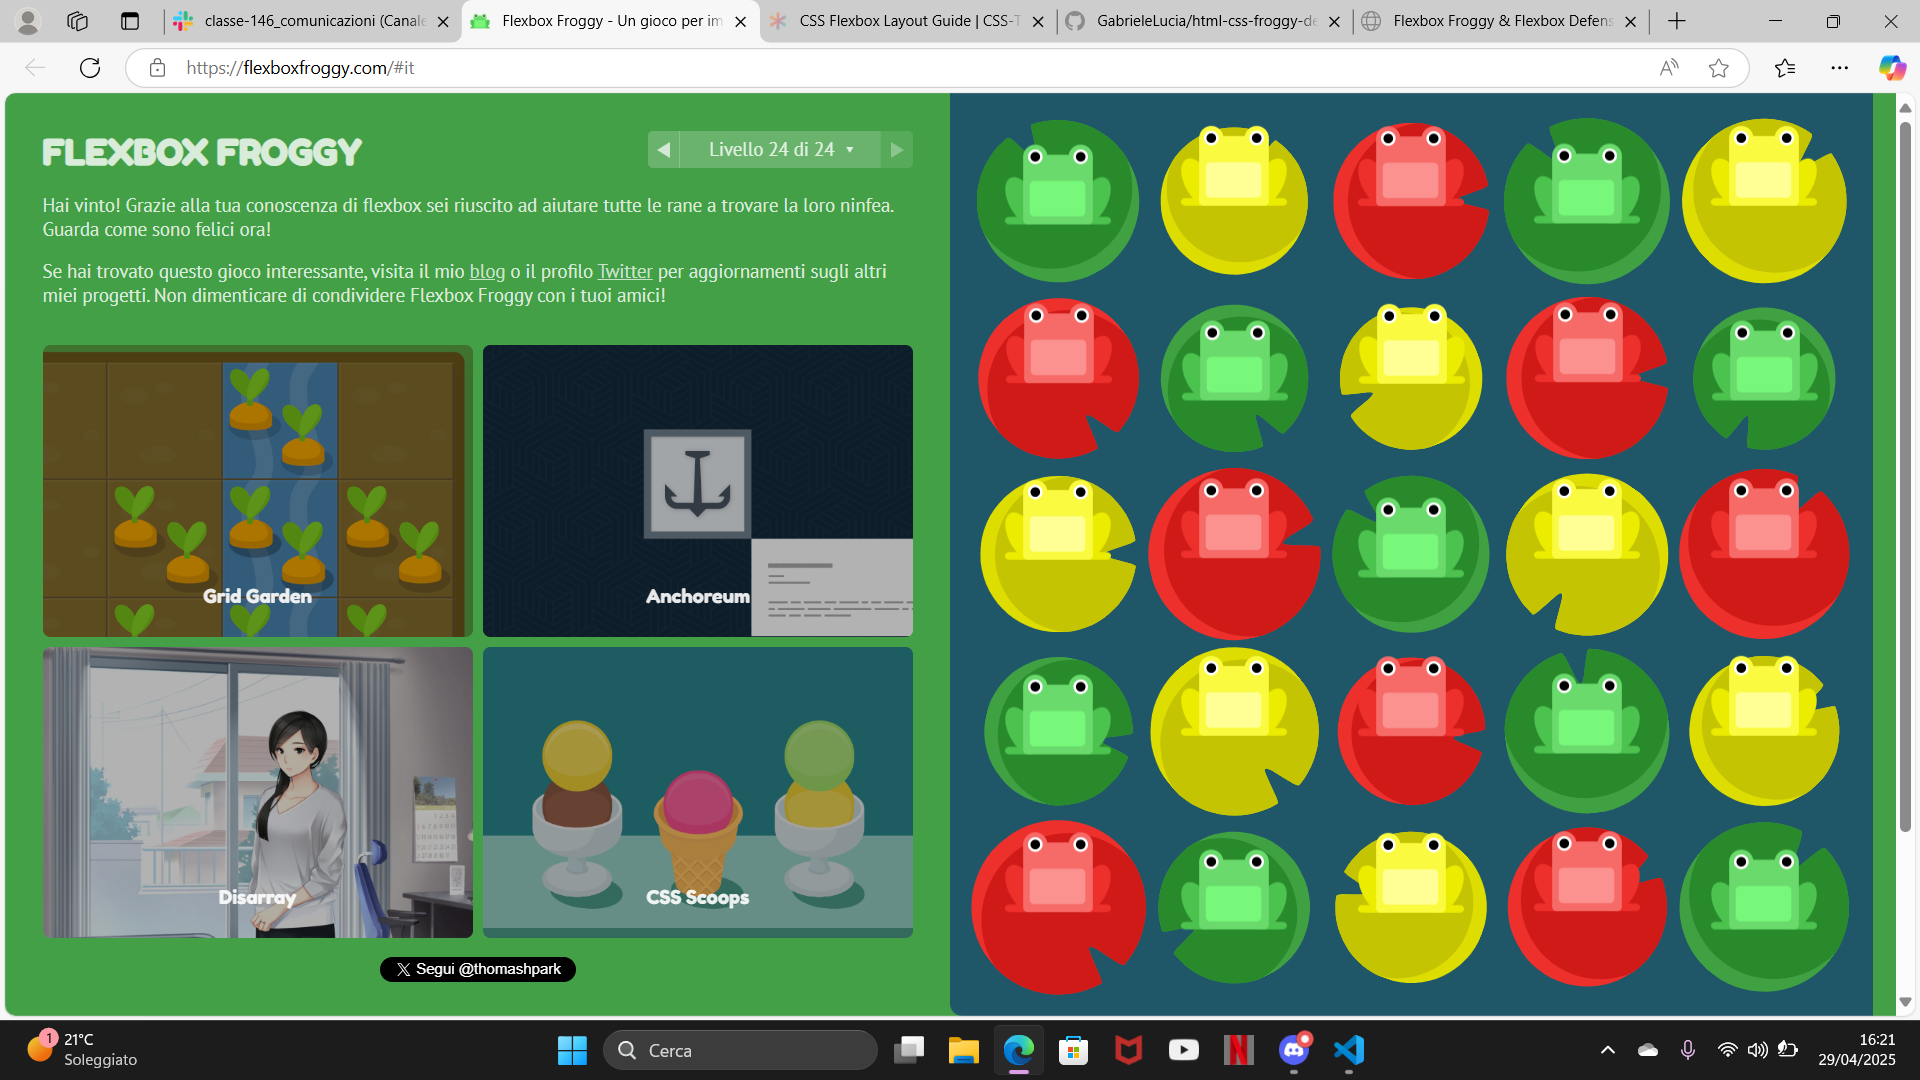 classe-146_comunicazioni (Canale
Flexbox Froggy - Un gioco per im
CSS Flexbox Layout Guide | CSS-T
GabrieleLucia/html-css-froggy-de
Flexbox Froggy & Flexbox Defens
https://flexboxfroggy.com/#it
FLEXBOX FROGGY
Livello 24 di 24
Hai vinto! Grazie alla tua conoscenza di flexbox sei riuscito ad aiutare tutte le rane a trovare la loro ninfea.
Guarda come sono felici ora!
Se hai trovato questo gioco interessante, visita il mio blog o il profilo Twitter per aggiornamenti sugli altri
miei progetti. Non dimenticare di condividere Flexbox Froggy con i tuoi amici!
Grid Garden
Anchoreum
Disarray
CSS Scoops
Segui @thomashpark
1
21°C
Soleggiato
Cerca
16:21
29/04/2025